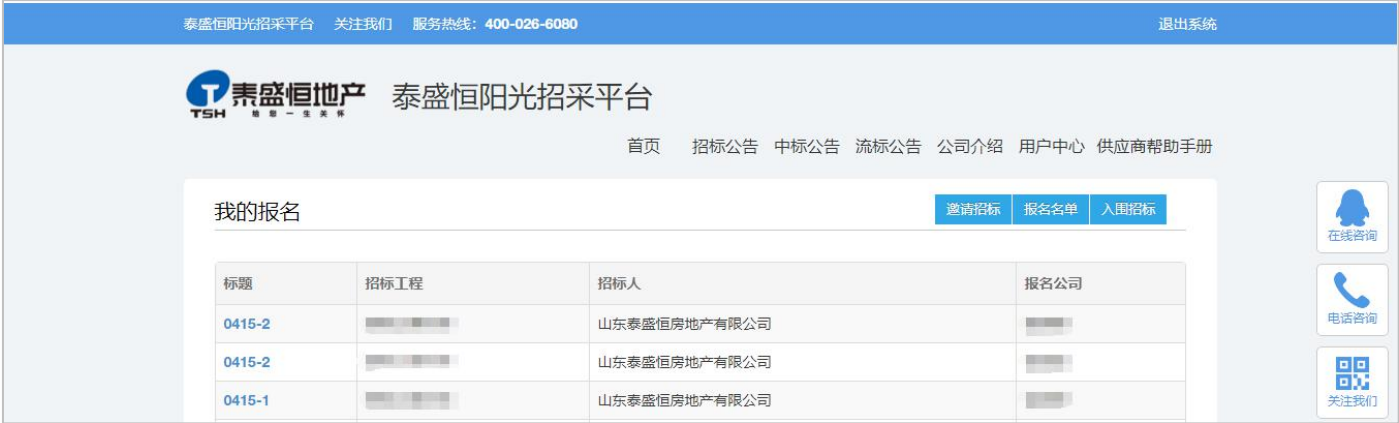 泰盛恒阳光招采平台 关注我们 服务热线：400-026-6080 退出系统
泰盛恒地产 泰盛恒阳光招采平台
TSH 给您一生关怀
首页 招标公告 中标公告 流标公告 公司介绍 用户中心 供应商帮助手册
我的报名 邀请招标 报名名单 入围招标
在线咨询
标题 招标工程 招标人 报名公司
0415-2 山东泰盛恒房地产有限公司
电话咨询
0415-2 山东泰盛恒房地产有限公司
0415-1 山东泰盛恒房地产有限公司
关注我们